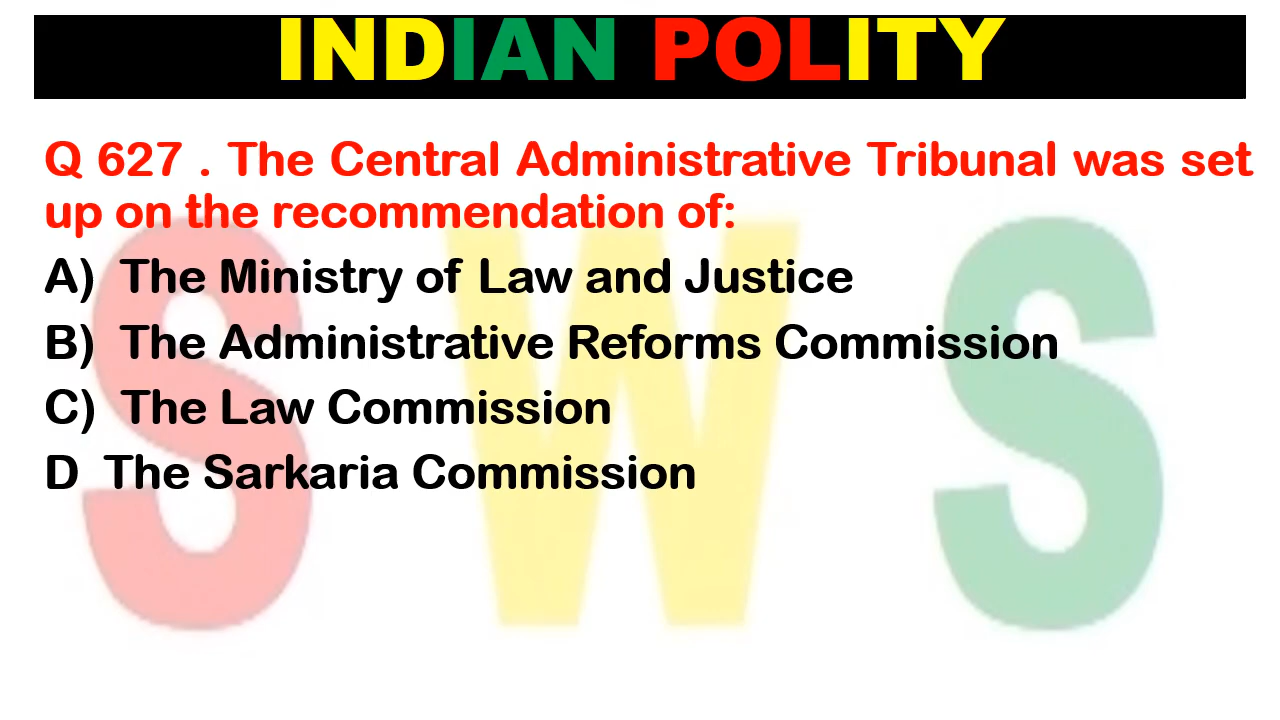 INDIAN POLITY
Q 627 . The Central Administrative Tribunal was set
up on the recommendation of:
A) The Ministry of Law and Justice
B) The Administrative Reforms Commission
C) The Law Commission
D The Sarkaria Commission
S W S